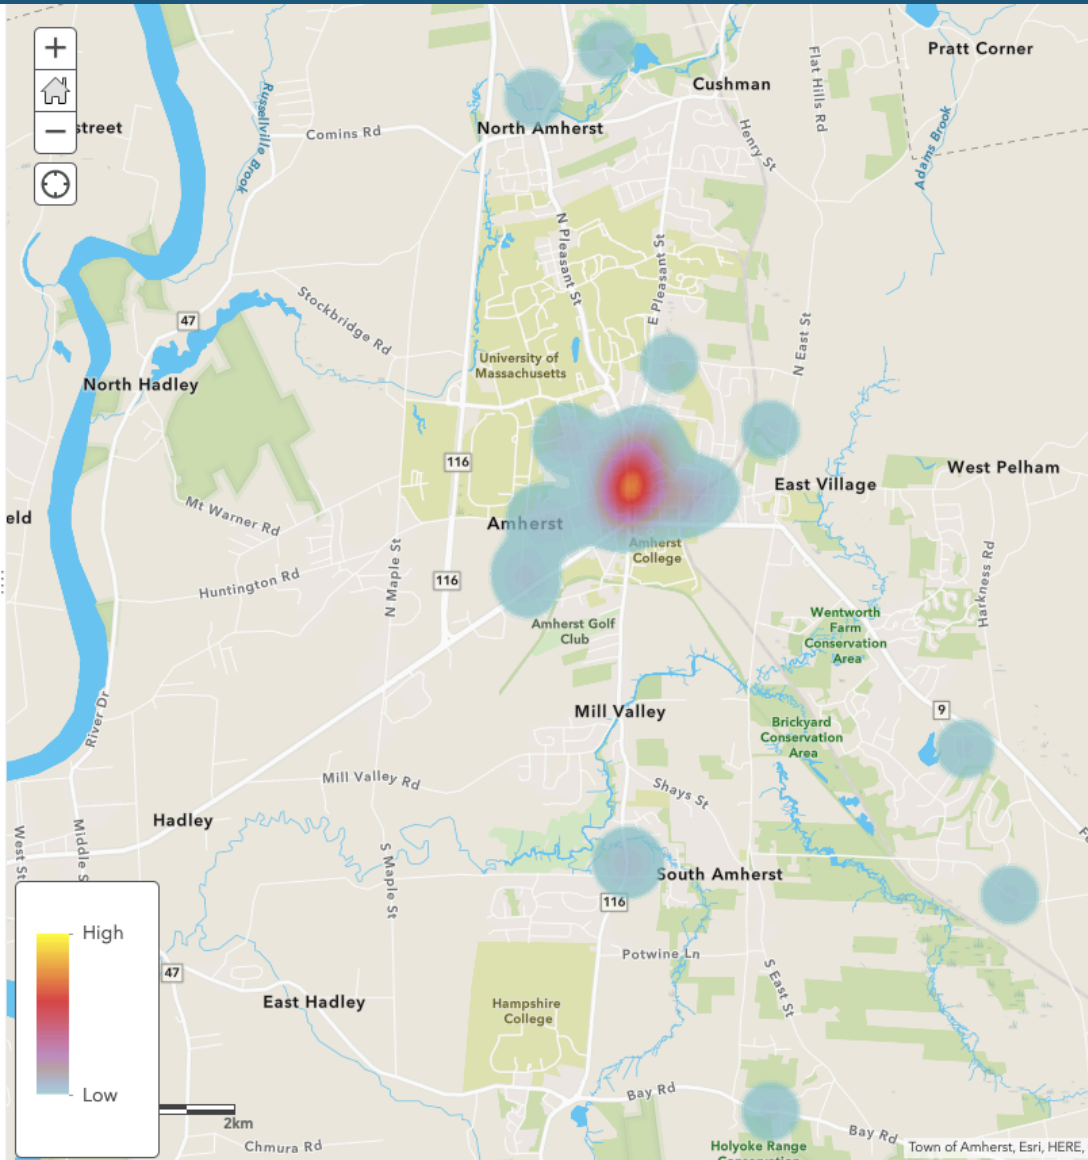 +
−
street
Pratt Corner
Cushman
Flat Hills Rd
Russellville Brook
Comins Rd
North Amherst
Henry St
Adams Brook
N Pleasant St
E Pleasant St
47
Stockbridge Rd
N East St
University of
Massachusetts
North Hadley
116
West Pelham
East Village
Mt Warner Rd
eld
Amherst
Amherst
College
Harkness Rd
N Maple St
116
Huntington Rd
Amherst Golf
Club
Wentworth
Farm
Conservation
Area
River Dr
Mill Valley
9
Brickyard
Conservation
Area
Mill Valley Rd
Shays St
Hadley
West St
Middle S
S Maple St
South Amherst
116
High
Low
Potwine Ln
47
S East St
East Hadley
Hampshire
College
Bay Rd
2km
Bay Rd
Chmura Rd
Holyoke Range
Town of Amherst, Esri, HERE,